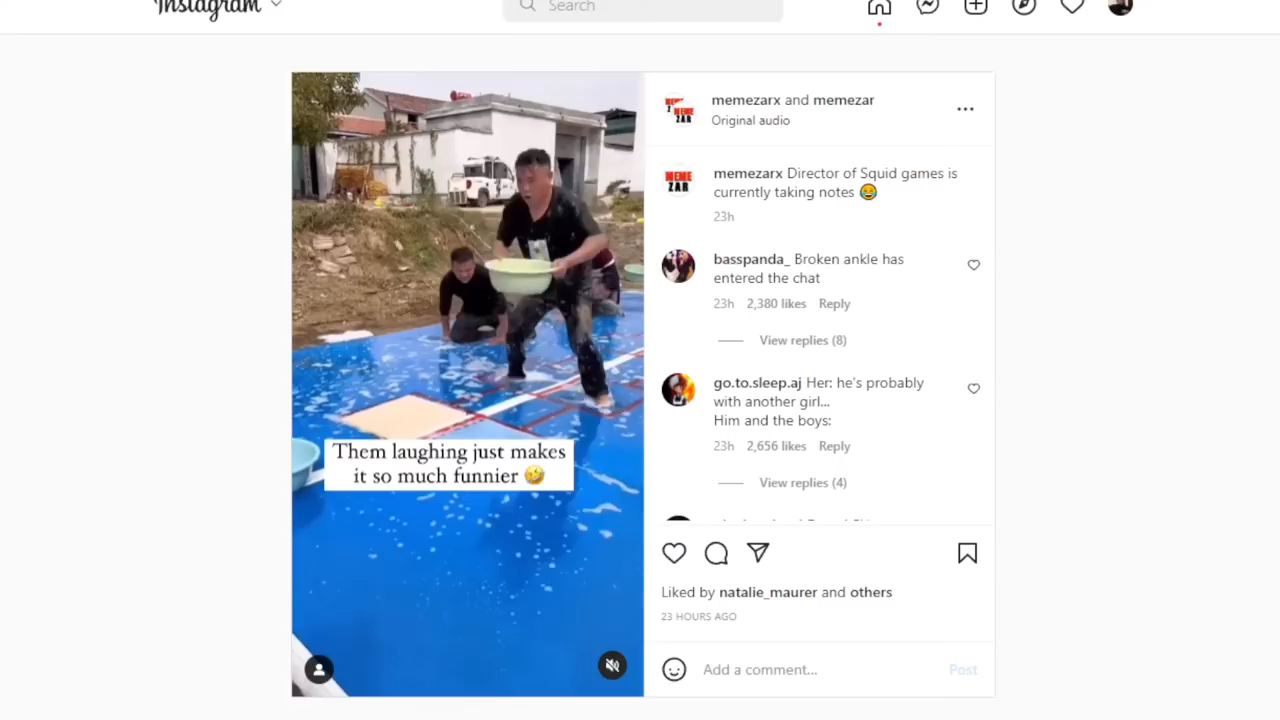 Instagram
Search
Them laughing just makes
it so much funnier 🤣
memezarx and memezar
Original audio
MEME
ZAR
memezarx Director of Squid games is
currently taking notes 😂
23h
basspanda_ Broken ankle has
entered the chat
23h 2,380 likes Reply
View replies (8)
go.to.sleep.aj Her: he's probably
with another girl...
Him and the boys:
23h 2,656 likes Reply
View replies (4)
Liked by natalie_maurer and others
23 HOURS AGO
Add a comment...
Post